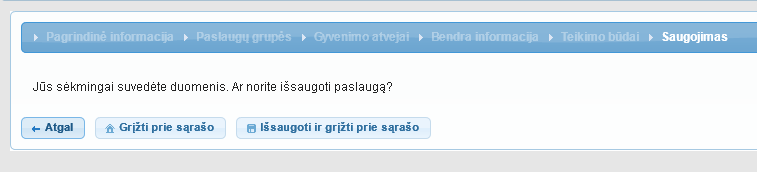 Pagrindinė informacija Paslaugų grupės Gyvenimo atvejai Bendra informacija Teikimo būdai Saugojimas
Jūs sėkmingai suvedėte duomenis. Ar norite išsaugoti paslaugą?
Atgal Grįžti prie sąrašo Išsaugoti ir grįžti prie sąrašo